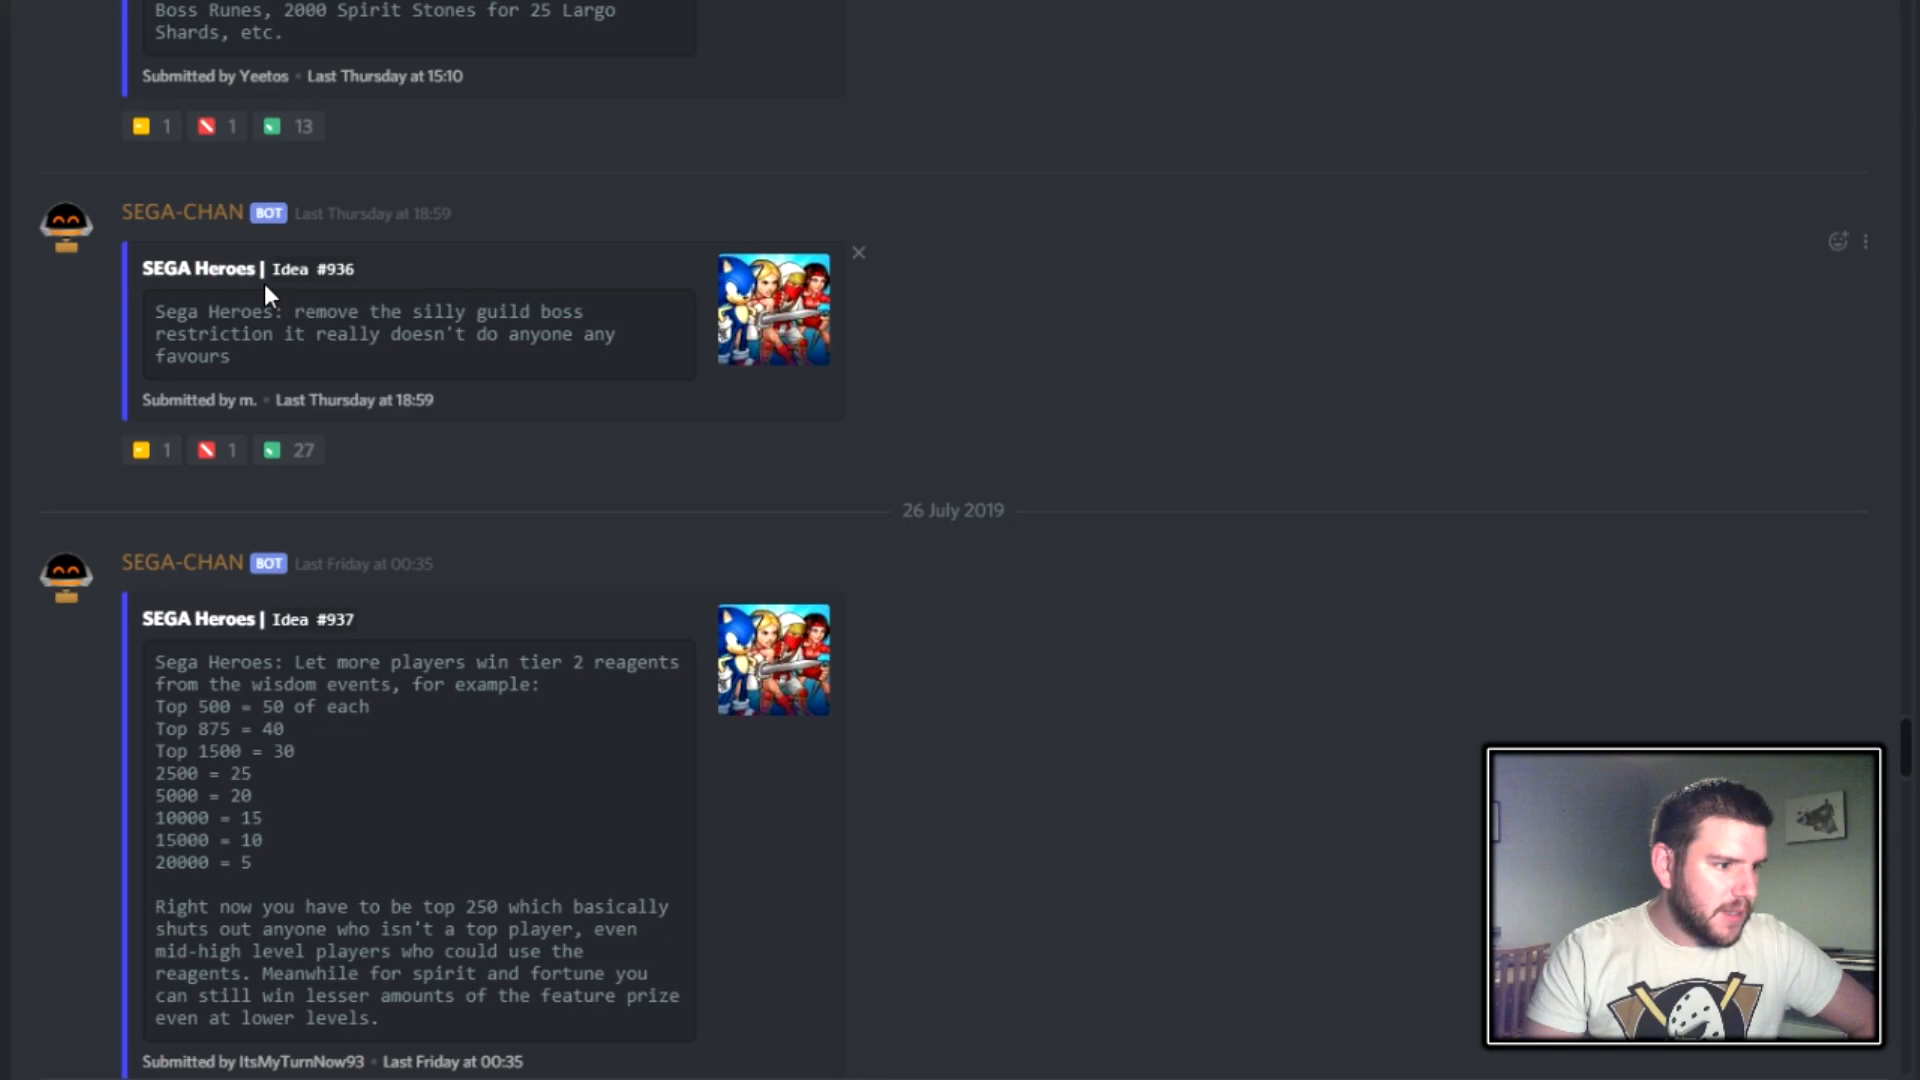 Boss Runes, 2000 Spirit Stones for 25 Largo
Shards, etc.
Submitted by Yeetos • Last Thursday at 15:10
1 1 13
SEGA-CHAN BOT Last Thursday at 18:59
SEGA Heroes | Idea #936
Sega Heroes: remove the silly guild boss
restriction it really doesn't do anyone any
favours
Submitted by m. • Last Thursday at 18:59
1 1 27
26 July 2019
SEGA-CHAN BOT Last Friday at 00:35
SEGA Heroes | Idea #937
Sega Heroes: Let more players win tier 2 reagents
from the wisdom events, for example:
Top 500 = 50 of each
Top 875 = 40
Top 1500 = 30
2500 = 25
5000 = 20
10000 = 15
15000 = 10
20000 = 5
Right now you have to be top 250 which basically
shuts out anyone who isn't a top player, even
mid-high level players who could use the
reagents. Meanwhile for spirit and fortune you
can still win lesser amounts of the feature prize
even at lower levels.
Submitted by ItsMyTurnNow93 • Last Friday at 00:35